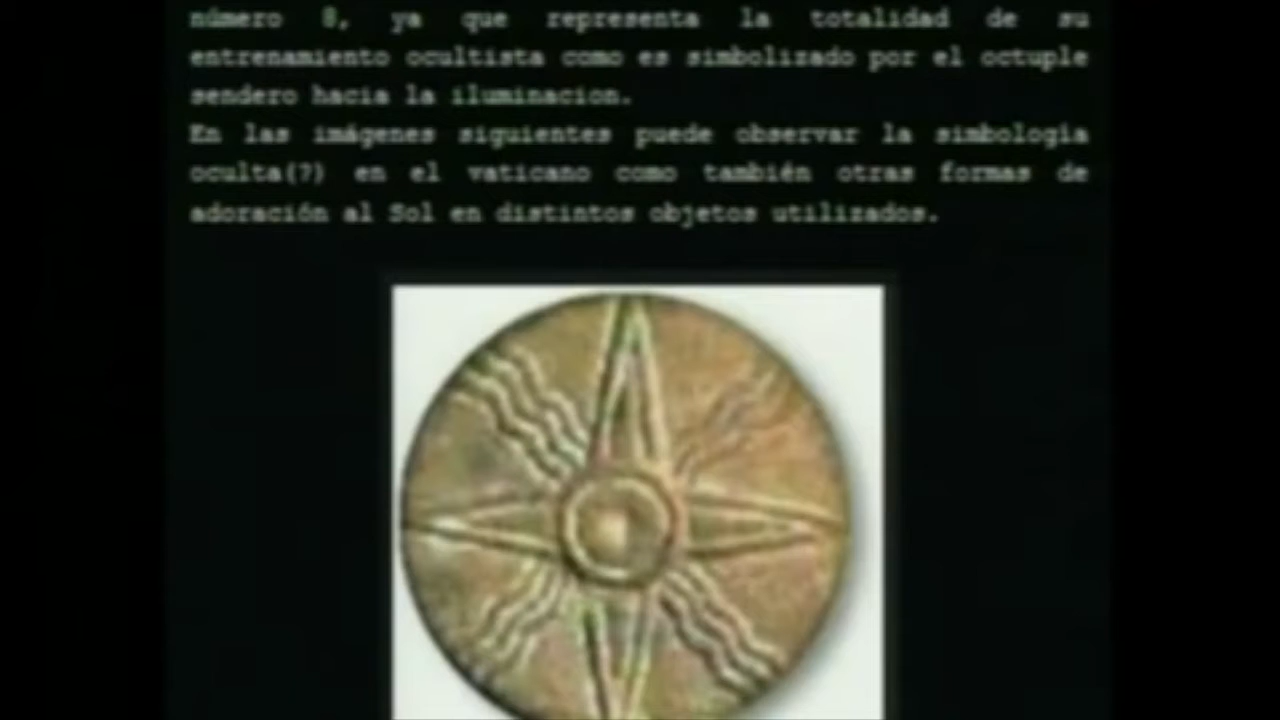 número 8, ya que representa la totalidad de su
entrenamiento ocultista como es simbolizado por el octuple
sendero hacia la iluminacion.
En las imágenes siguientes puede observar la simbología
oculta(?) en el vaticano como también otras formas de
adoración al Sol en distintos objetos utilizados.